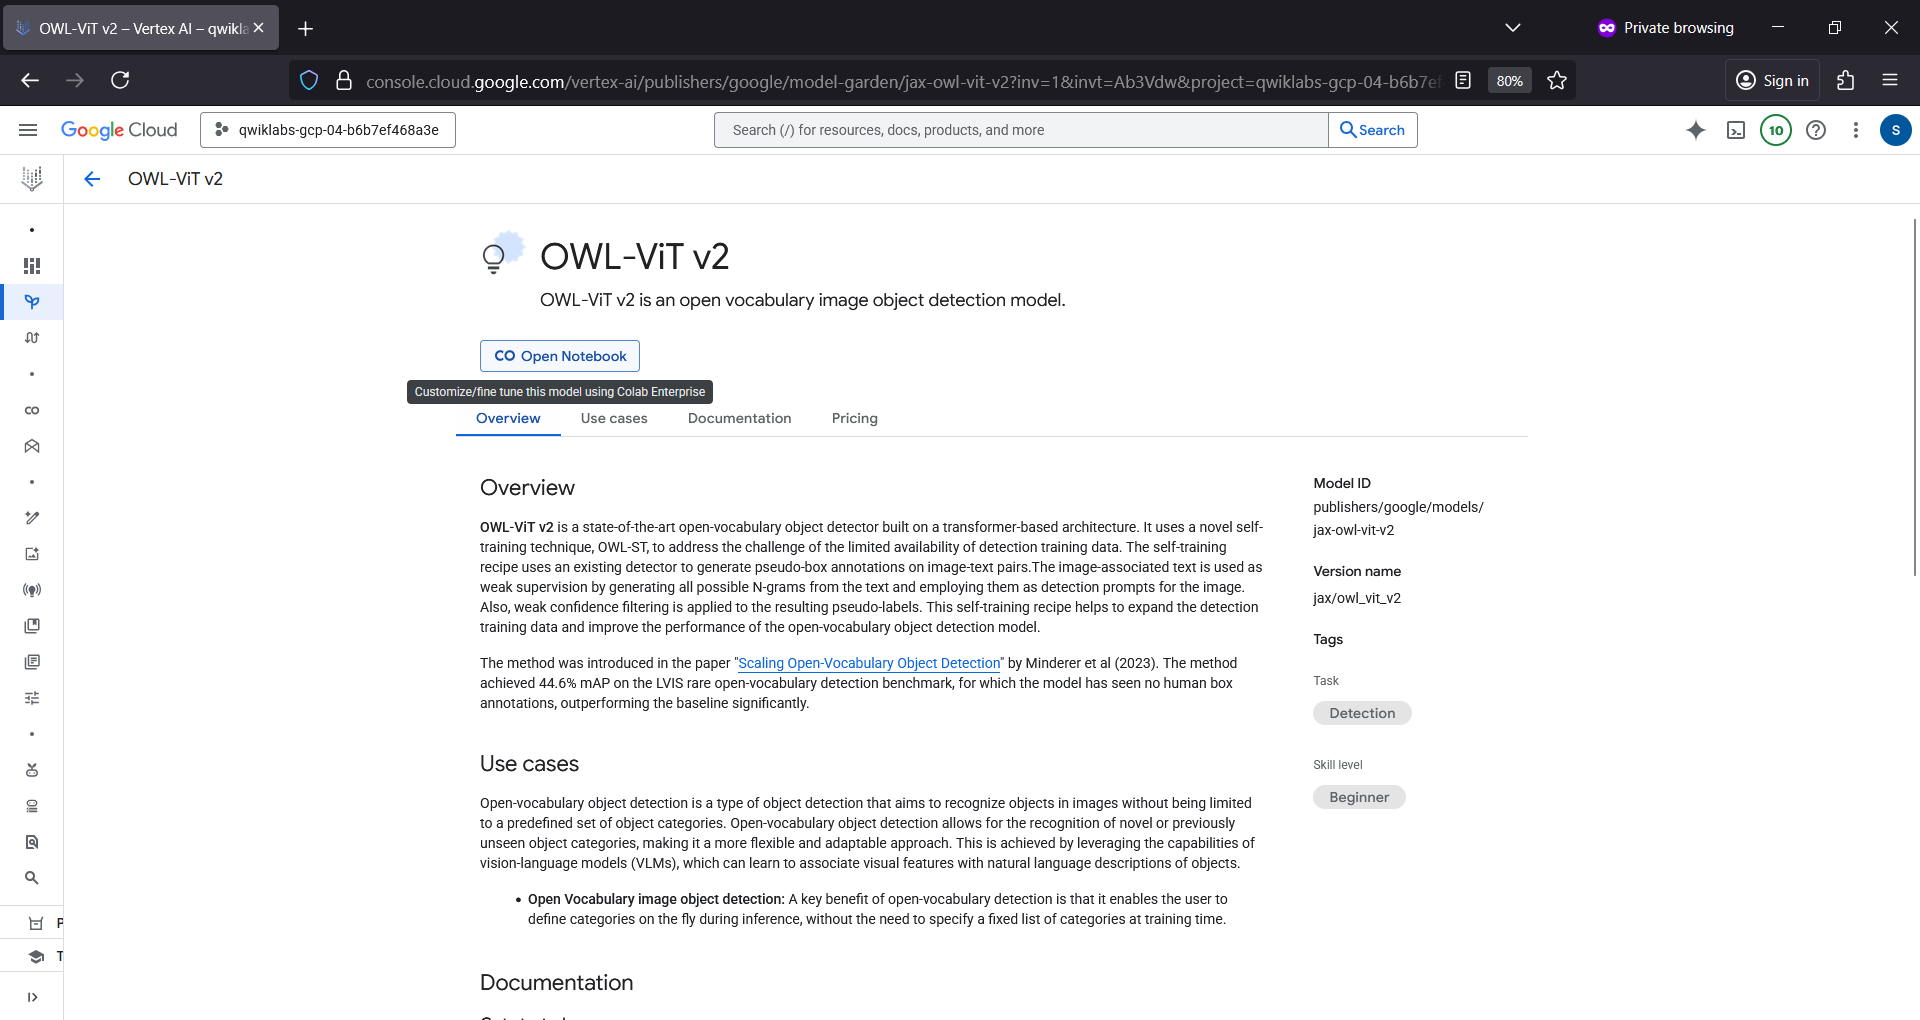 OWL-ViT v2 – Vertex AI – qwikla
Private browsing
console.cloud.google.com/vertex-ai/publishers/google/model-garden/jax-owl-vit-v2?inv=1&invt=Ab3Vdw&project=qwiklabs-gcp-04-b6b7ef
80%
Sign in
Google Cloud
qwiklabs-gcp-04-b6b7ef468a3e
Search (/) for resources, docs, products, and more
Search
10
S
OWL-ViT v2
OWL-ViT v2
OWL-ViT v2 is an open vocabulary image object detection model.
Open Notebook
Customize/fine tune this model using Colab Enterprise
Overview
Use cases
Documentation
Pricing
Overview
OWL-ViT v2 is a state-of-the-art open-vocabulary object detector built on a transformer-based architecture. It uses a novel self-
training technique, OWL-ST, to address the challenge of the limited availability of detection training data. The self-training
recipe uses an existing detector to generate pseudo-box annotations on image-text pairs.The image-associated text is used as
weak supervision by generating all possible N-grams from the text and employing them as detection prompts for the image.
Also, weak confidence filtering is applied to the resulting pseudo-labels. This self-training recipe helps to expand the detection
training data and improve the performance of the open-vocabulary object detection model.
The method was introduced in the paper "Scaling Open-Vocabulary Object Detection" by Minderer et al (2023). The method
achieved 44.6% mAP on the LVIS rare open-vocabulary detection benchmark, for which the model has seen no human box
annotations, outperforming the baseline significantly.
Use cases
Open-vocabulary object detection is a type of object detection that aims to recognize objects in images without being limited
to a predefined set of object categories. Open-vocabulary object detection allows for the recognition of novel or previously
unseen object categories, making it a more flexible and adaptable approach. This is achieved by leveraging the capabilities of
vision-language models (VLMs), which can learn to associate visual features with natural language descriptions of objects.
• Open Vocabulary image object detection: A key benefit of open-vocabulary detection is that it enables the user to
define categories on the fly during inference, without the need to specify a fixed list of categories at training time.
Documentation
Model ID
publishers/google/models/
jax-owl-vit-v2
Version name
jax/owl_vit_v2
Tags
Task
Detection
Skill level
Beginner
P
T